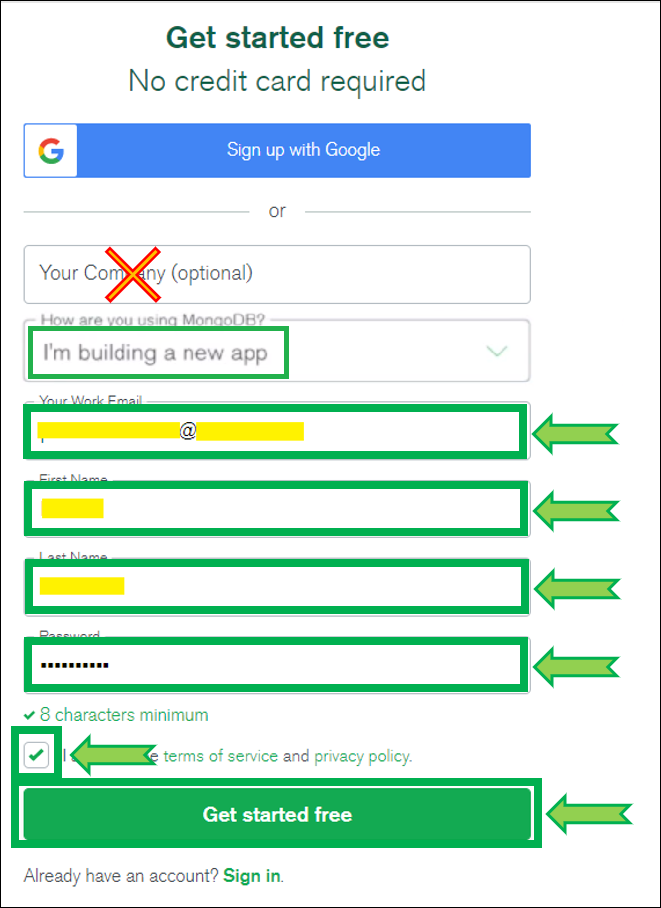 Get started free
No credit card required
Sign up with Google
or
Your Company (optional)
How are you using MongoDB?
I'm building a new app
Your Work Email
@
First Name
Last Name
Password
••••••••••
✔ 8 characters minimum
terms of service and privacy policy.
Get started free
Already have an account? Sign in.